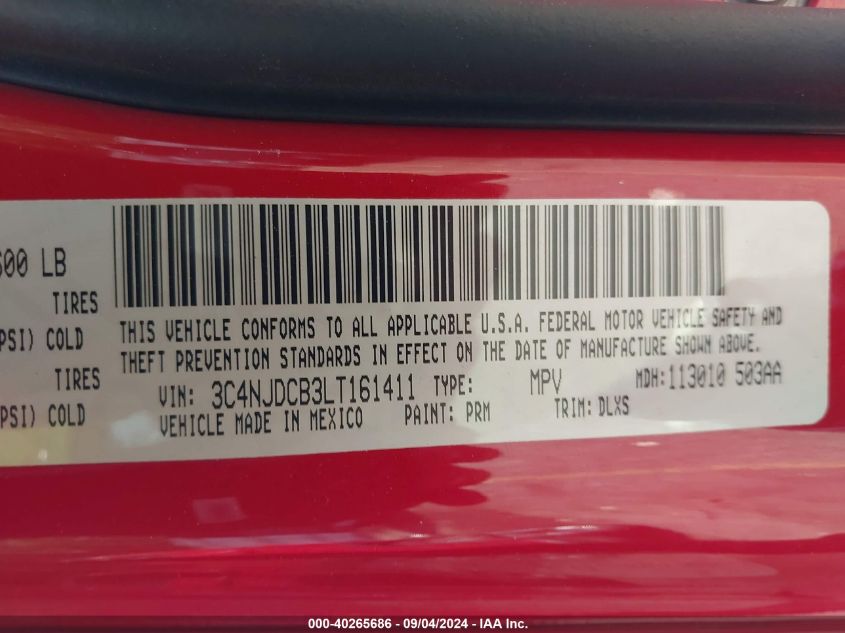 600 LB
TIRES
PSI) COLD
TIRES
PSI) COLD
THIS VEHICLE CONFORMS TO ALL APPLICABLE U.S.A. FEDERAL MOTOR VEHICLE SAFETY AND
THEFT PREVENTION STANDARDS IN EFFECT ON THE DATE OF MANUFACTURE SHOWN ABOVE.
VIN: 3C4NJDCB3LT161411 TYPE: MPV MDH:113010 503AA
VEHICLE MADE IN MEXICO PAINT: PRM TRIM: DLXS
000-40265686 - 09/04/2024 - IAA Inc.